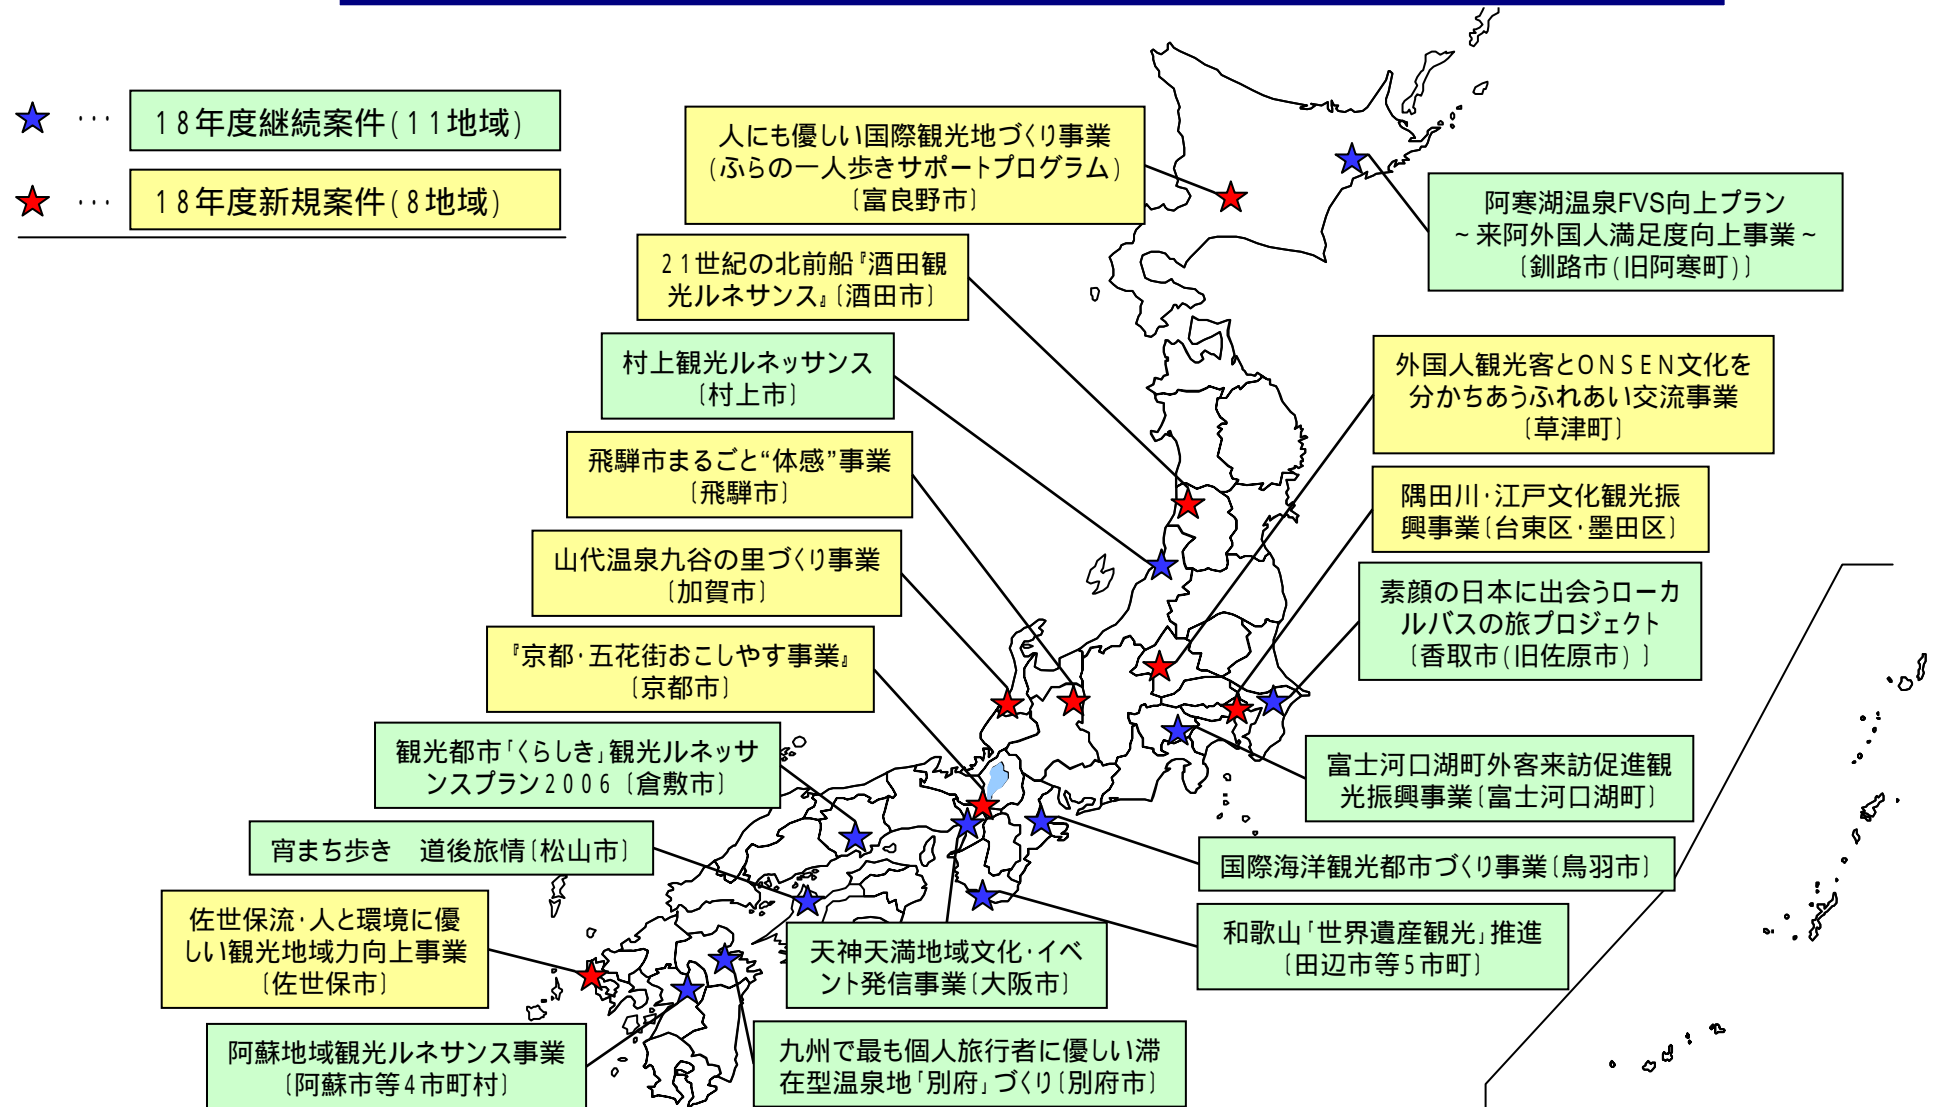 … 18年度継続案件(11地域)
… 18年度新規案件(8地域)
人にも優しい国際観光地づくり事業
(ふらの一人歩きサポートプログラム)
〔富良野市〕
阿寒湖温泉FVS向上プラン
~来阿外国人満足度向上事業~
〔釧路市(旧阿寒町)〕
21世紀の北前船『酒田観
光ルネサンス』〔酒田市〕
村上観光ルネッサンス
〔村上市〕
外国人観光客とONSEN文化を
分かちあうふれあい交流事業
〔草津町〕
飛騨市まるごと“体感”事業
〔飛騨市〕
隅田川・江戸文化観光振
興事業〔台東区・墨田区〕
山代温泉九谷の里づくり事業
〔加賀市〕
素顔の日本に出会うローカ
ルバスの旅プロジェクト
〔香取市(旧佐原市)〕
『京都・五花街おこしやす事業』
〔京都市〕
観光都市「くらしき」観光ルネッサ
ンスプラン2006〔倉敷市〕
富士河口湖町外客来訪促進観
光振興事業〔富士河口湖町〕
宵まち歩き 道後旅情〔松山市〕
国際海洋観光都市づくり事業〔鳥羽市〕
佐世保流・人と環境に優
しい観光地域力向上事業
〔佐世保市〕
天神天満地域文化・イベ
ント発信事業〔大阪市〕
和歌山「世界遺産観光」推進
〔田辺市等5市町〕
阿蘇地域観光ルネサンス事業
〔阿蘇市等4市町村〕
九州で最も個人旅行者に優しい滞
在型温泉地「別府」づくり〔別府市〕